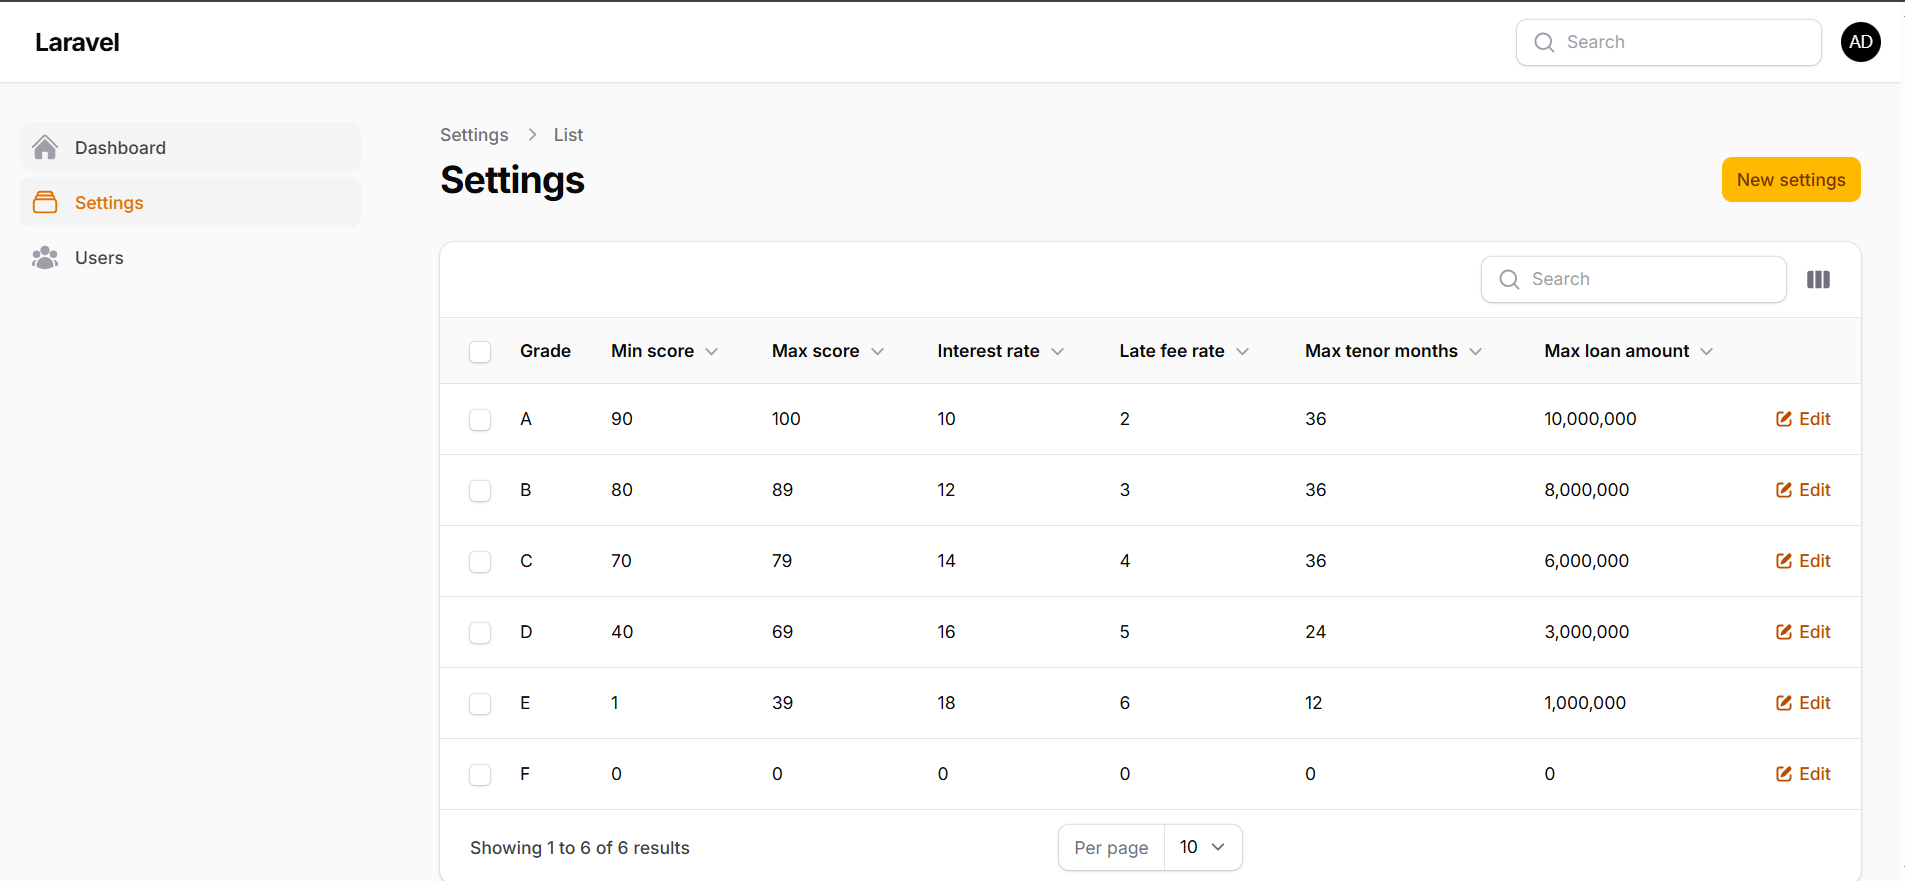 Laravel
Search
AD
Dashboard
Settings
Users
Settings > List
Settings
New settings
Search
Grade Min score Max score Interest rate Late fee rate Max tenor months Max loan amount
A 90 100 10 2 36 10,000,000 Edit
B 80 89 12 3 36 8,000,000 Edit
C 70 79 14 4 36 6,000,000 Edit
D 40 69 16 5 24 3,000,000 Edit
E 1 39 18 6 12 1,000,000 Edit
F 0 0 0 0 0 0 Edit
Showing 1 to 6 of 6 results
Per page 10